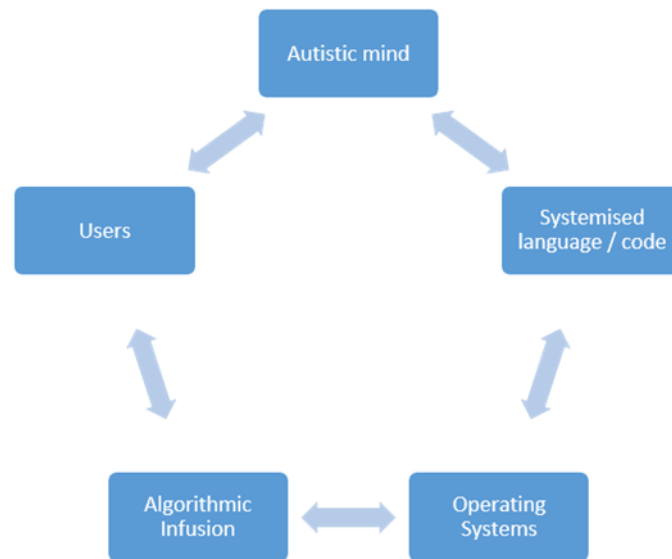 Autistic mind
Users
Systemised
language / code
Algorithmic
Infusion
Operating
Systems